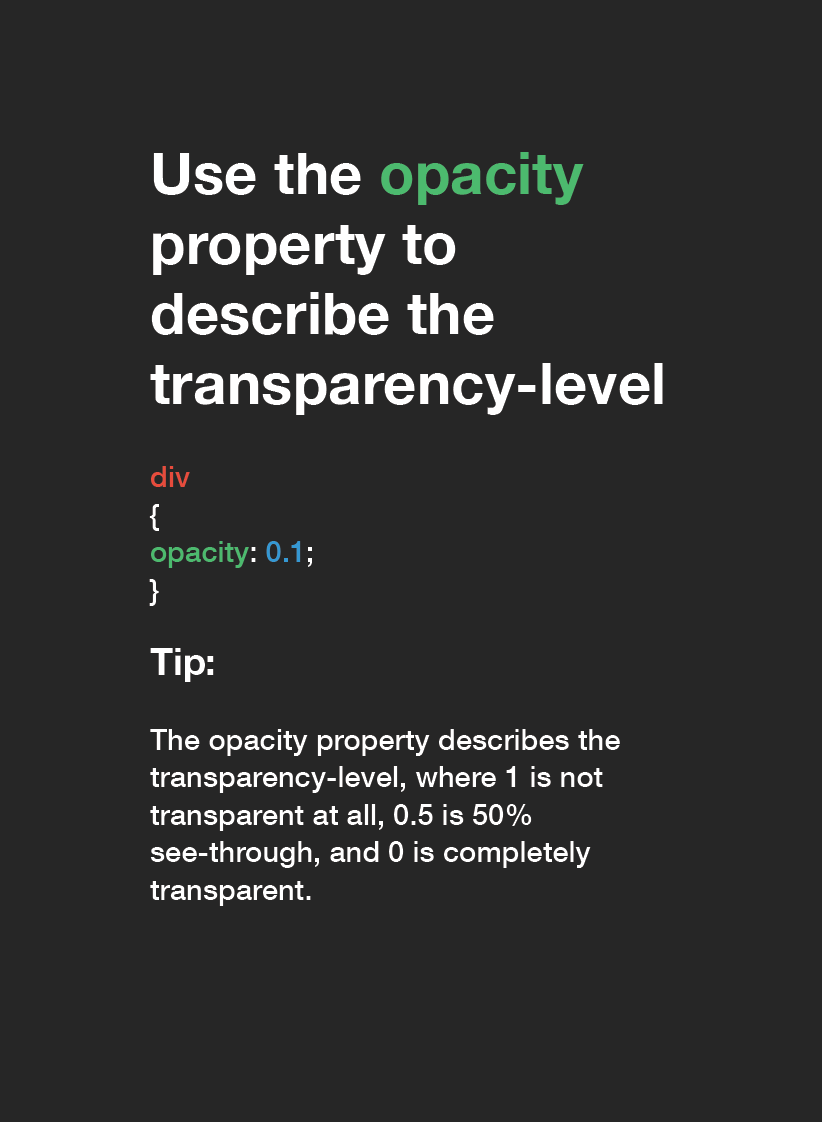 Use the opacity
property to
describe the
transparency-level
div
{
opacity: 0.1;
}
Tip:
The opacity property describes the
transparency-level, where 1 is not
transparent at all, 0.5 is 50%
see-through, and 0 is completely
transparent.